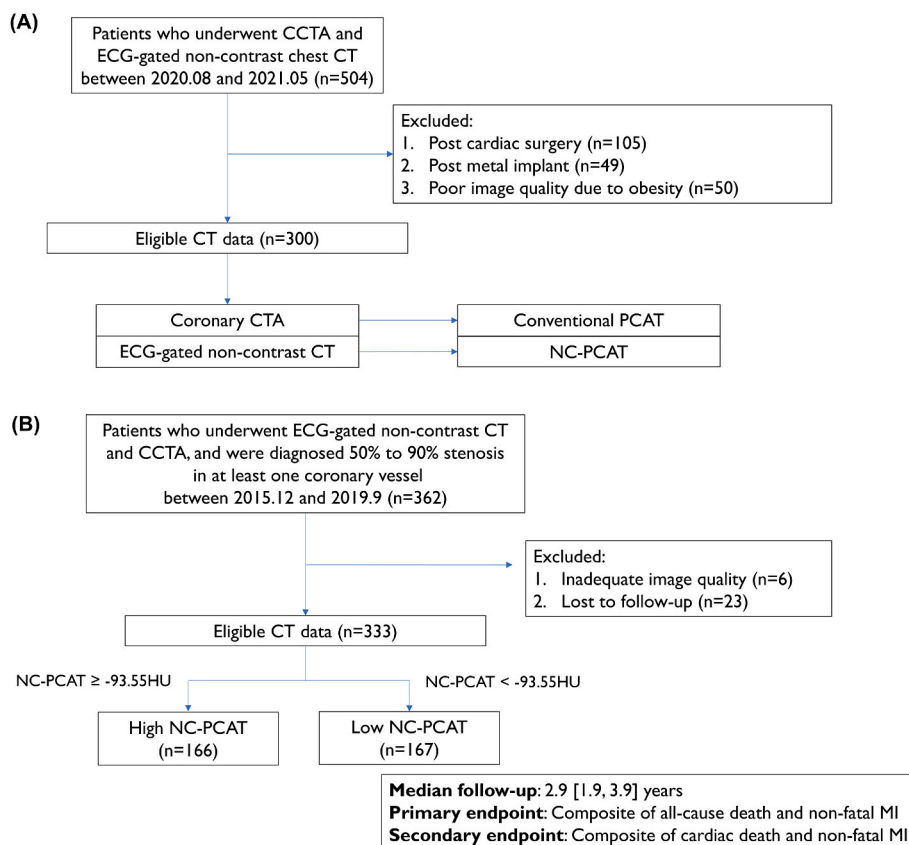 (A)
Patients who underwent CCTA and
ECG-gated non-contrast chest CT
between 2020.08 and 2021.05 (n=504)
Excluded:
1. Post cardiac surgery (n=105)
2. Post metal implant (n=49)
3. Poor image quality due to obesity (n=50)
Eligible CT data (n=300)
Coronary CTA
Conventional PCAT
ECG-gated non-contrast CT
NC-PCAT
(B)
Patients who underwent ECG-gated non-contrast CT
and CCTA, and were diagnosed 50% to 90% stenosis
in at least one coronary vessel
between 2015.12 and 2019.9 (n=362)
Excluded:
1. Inadequate image quality (n=6)
2. Lost to follow-up (n=23)
Eligible CT data (n=333)
NC-PCAT ≥ -93.55HU
NC-PCAT < -93.55HU
High NC-PCAT
(n=166)
Low NC-PCAT
(n=167)
Median follow-up: 2.9 [1.9, 3.9] years
Primary endpoint: Composite of all-cause death and non-fatal MI
Secondary endpoint: Composite of cardiac death and non-fatal MI